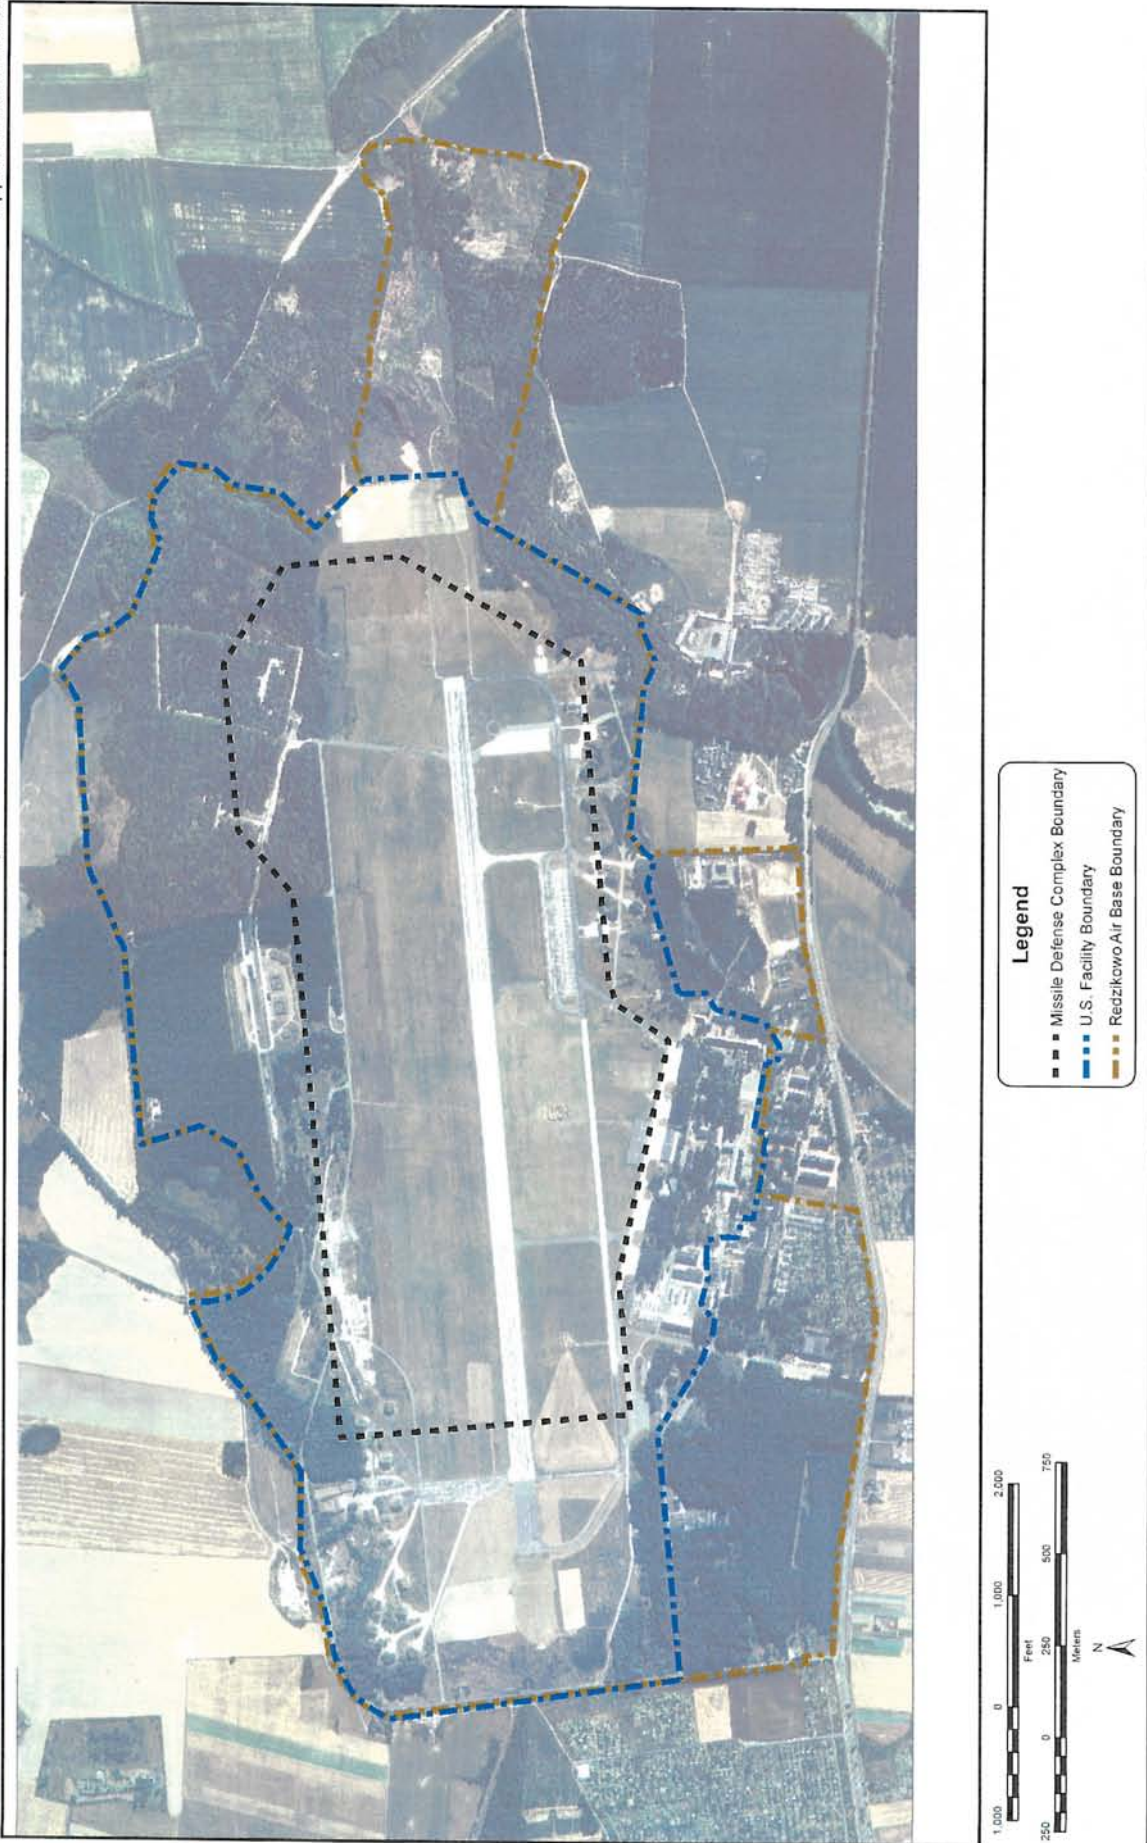 Legend
Missile Defense Complex Boundary
U.S. Facility Boundary
Redzikowo Air Base Boundary
1,000 0 1,000 2,000
Feet
250 0 250 500 750
Meters
N